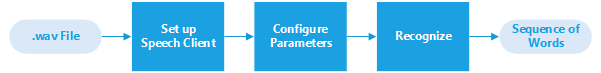 .wav File
Set up
Speech Client
Configure
Parameters
Recognize
Sequence of
Words